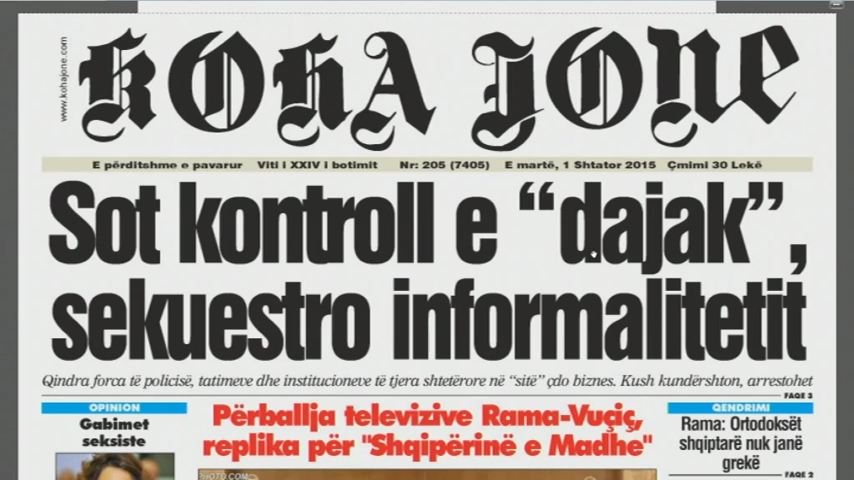 www.kohajone.com
KOHA JONE
E përditshme e pavarur Viti i XXIV i botimit Nr: 205 (7405) E martë, 1 Shtator 2015 Çmimi 30 Lekë
Sot kontroll e “dajak”,
sekuestro informalitetit
Qindra forca të policisë, tatimeve dhe institucioneve të tjera shtetërore në “sitë” çdo biznes. Kush kundërshton, arrestohet
FAQE 3
OPINION
Gabimet
seksiste
Përballja televizive Rama-Vuçiç,
replika për "Shqipërinë e Madhe"
QENDRIMI
Rama: Ortodoksët
shqiptarë nuk janë
grekë
FAQE 2
PHOTO COM